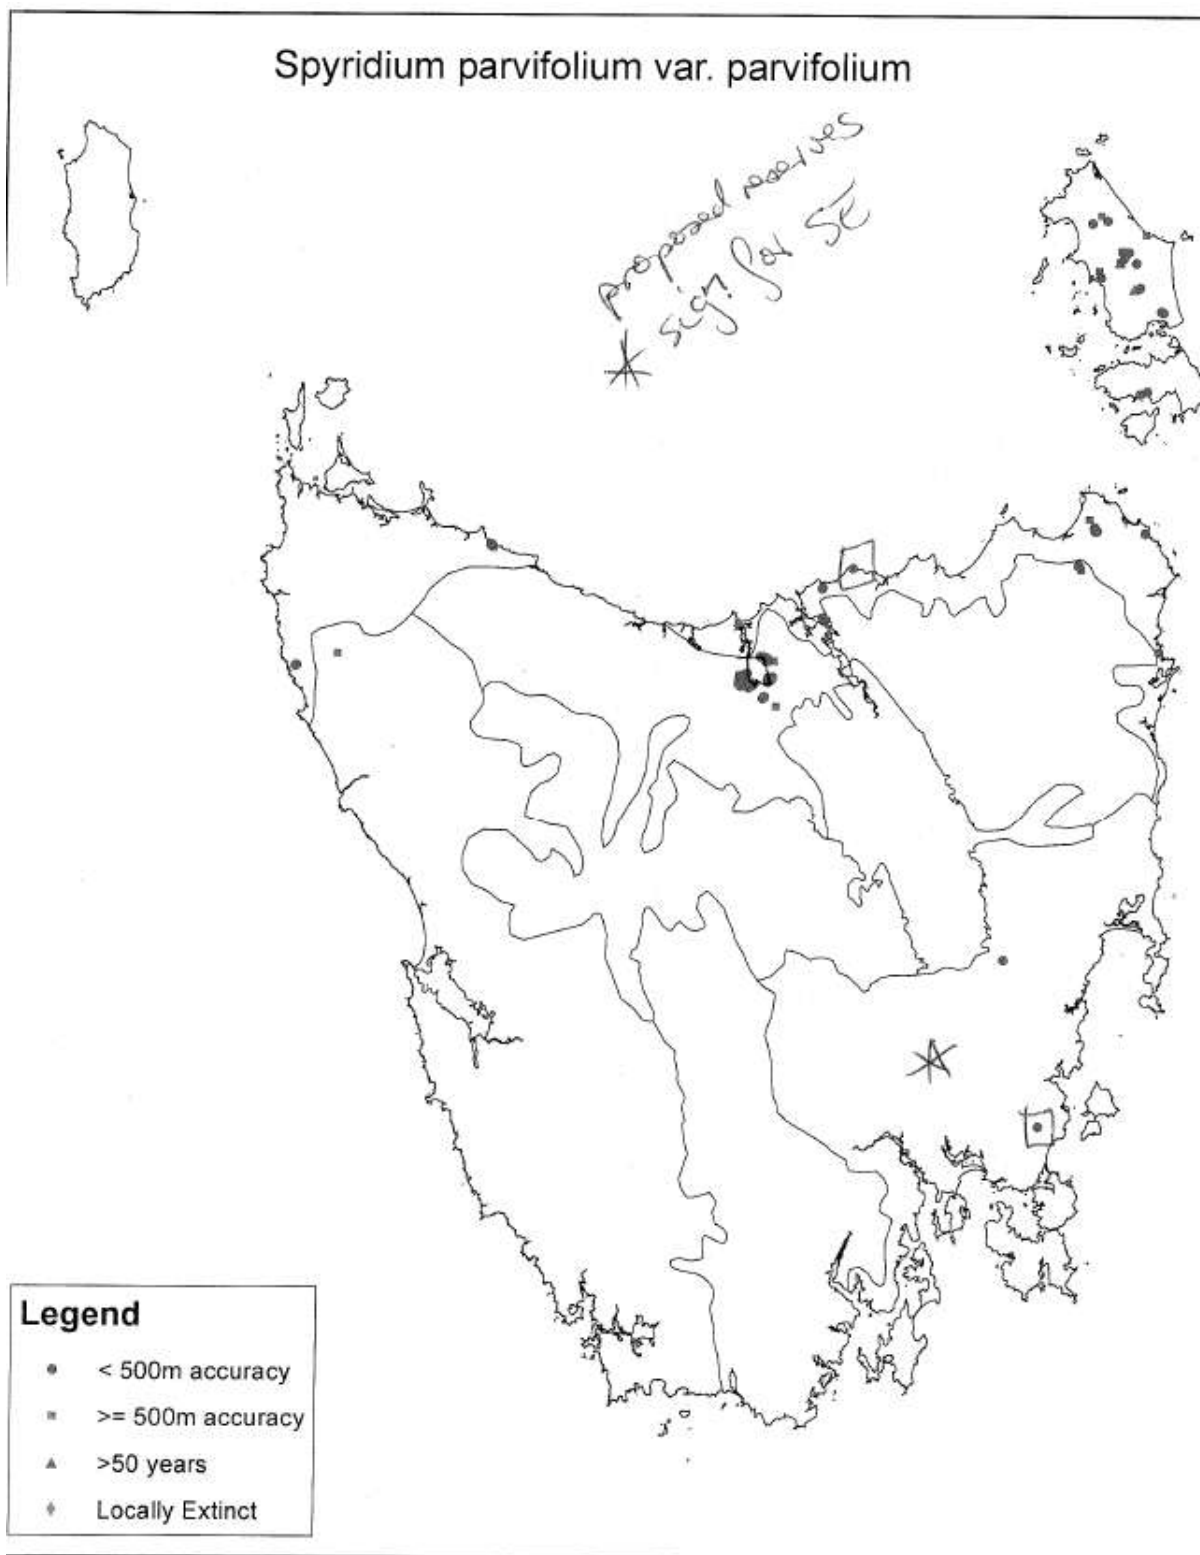 Spyridium parvifolium var. parvifolium
proposed reserves
* sign. for SE
*
Legend
< 500m accuracy
>= 500m accuracy
>50 years
Locally Extinct